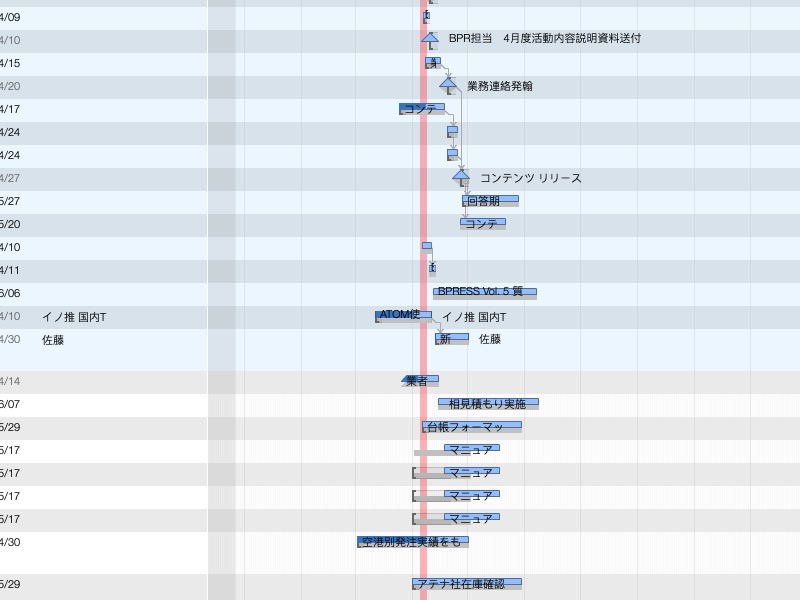 4/09
4/10 BPR担当　4月度活動内容説明資料送付
4/15
4/20 業務連絡発翰
4/17 コンテ
4/24
4/24
4/27 コンテンツ リリース
5/27 回答期
5/20 コンテ
4/10
4/11
6/06 BPRESS Vol. 5 質
4/10 イノ推 国内T ATOM使 イノ推 国内T
4/30 佐藤 新 佐藤
4/14 業者
6/07 相見積もり実施
5/29 台帳フォーマッ
5/17 マニュア
5/17 マニュア
5/17 マニュア
5/17 マニュア
4/30 空港別発注実績をも
5/29 アテナ社在庫確認